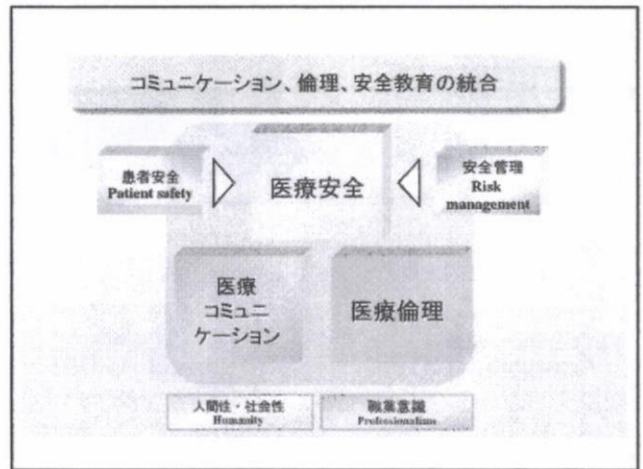 コミュニケーション、倫理、安全教育の統合
患者安全
Patient safety
医療安全
安全管理
Risk
management
医療
コミュニ
ケーション
医療倫理
人間性・社会性
Humanity
職業意識
Professionalism